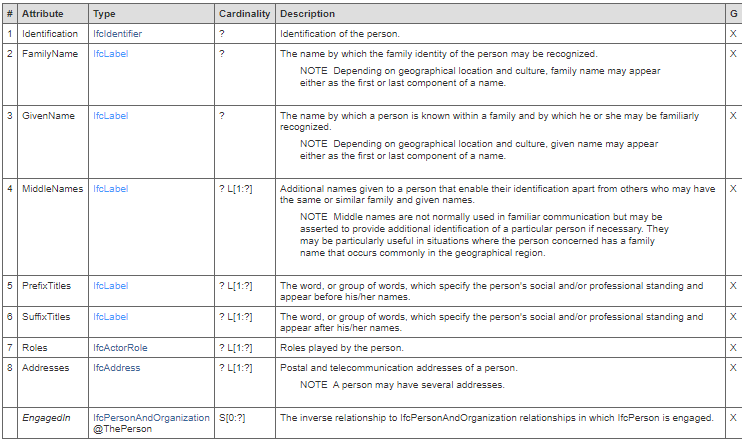 # Attribute Type Cardinality Description G
1 Identification IfcIdentifier ? Identification of the person. X
2 FamilyName IfcLabel ? The name by which the family identity of the person may be recognized. X
NOTE Depending on geographical location and culture, family name may appear
either as the first or last component of a name.
3 GivenName IfcLabel ? The name by which a person is known within a family and by which he or she may be familiarly X
recognized.
NOTE Depending on geographical location and culture, given name may appear
either as the first or last component of a name.
4 MiddleNames IfcLabel ? L[1:?] Additional names given to a person that enable their identification apart from others who may have X
the same or similar family and given names.
NOTE Middle names are not normally used in familiar communication but may be
asserted to provide additional identification of a particular person if necessary. They
may be particularly useful in situations where the person concerned has a family
name that occurs commonly in the geographical region.
5 PrefixTitles IfcLabel ? L[1:?] The word, or group of words, which specify the person's social and/or professional standing and X
appear before his/her names.
6 SuffixTitles IfcLabel ? L[1:?] The word, or group of words, which specify the person's social and/or professional standing and X
appear after his/her names.
7 Roles IfcActorRole ? L[1:?] Roles played by the person. X
8 Addresses IfcAddress ? L[1:?] Postal and telecommunication addresses of a person. X
NOTE A person may have several addresses.
EngagedIn IfcPersonAndOrganization S[0:?] The inverse relationship to IfcPersonAndOrganization relationships in which IfcPerson is engaged. X
@ThePerson